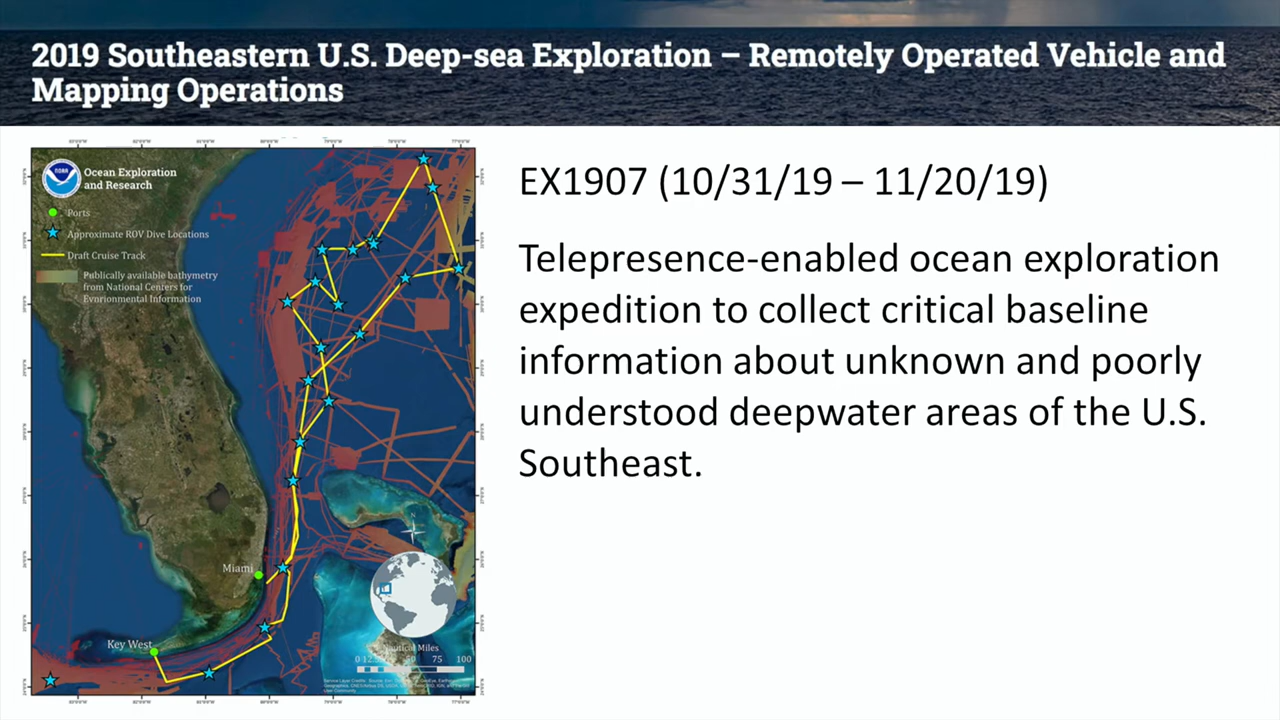 2019 Southeastern U.S. Deep-sea Exploration – Remotely Operated Vehicle and
Mapping Operations
NOAA
Ocean Exploration
and Research
Ports
Approximate ROV Dive Locations
Draft Cruise Track
Publically available bathymetry
from National Centers for
Evnrionmental Information
Miami
Key West
N
Nautical Miles
75 100
EX1907 (10/31/19 – 11/20/19)
Telepresence-enabled ocean exploration
expedition to collect critical baseline
information about unknown and poorly
understood deepwater areas of the U.S.
Southeast.